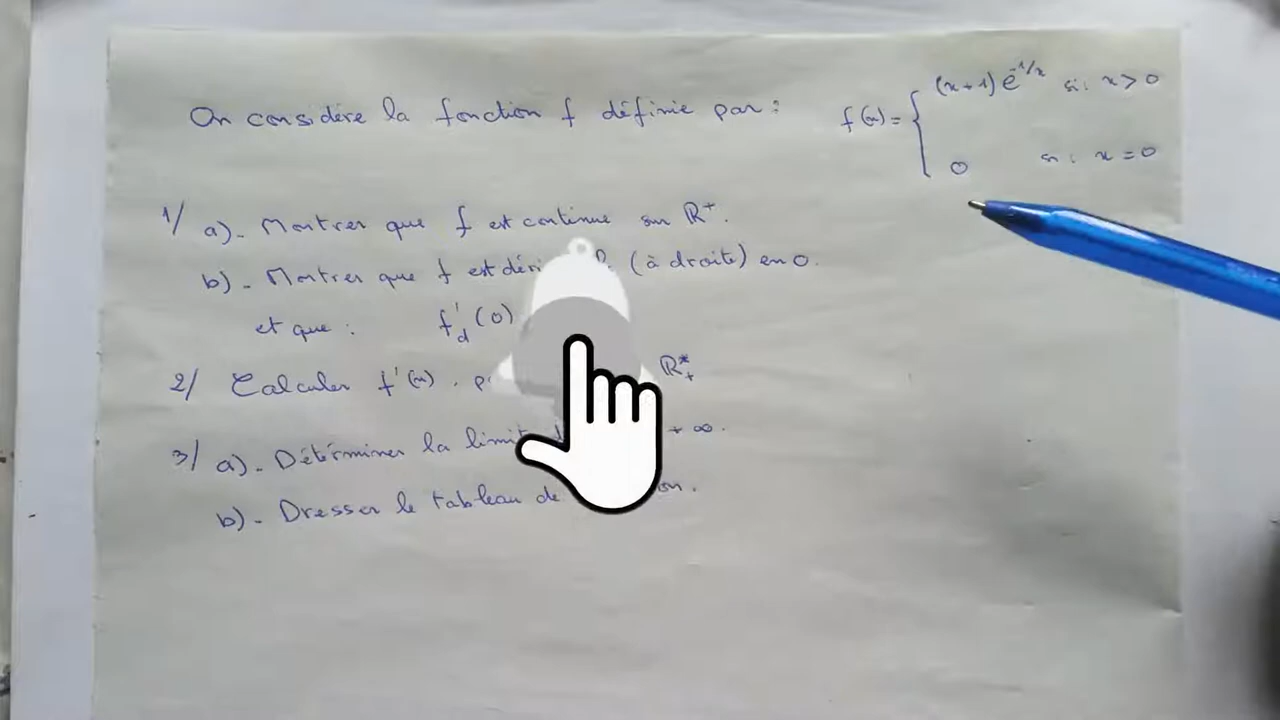 On considère la fonction f définie par : f(x) = { (x+1) e^{-1/x} si : x > 0
0 si : x = 0
1/ a)- Montrer que f est continue sur R⁺.
b)- Montrer que f est (à droite) en 0.
et que : f'd(0)
2/ Calculer f'(x) . R*₊
3/ a)- Détérminer la + ∞.
b)- Dresser le tableau de